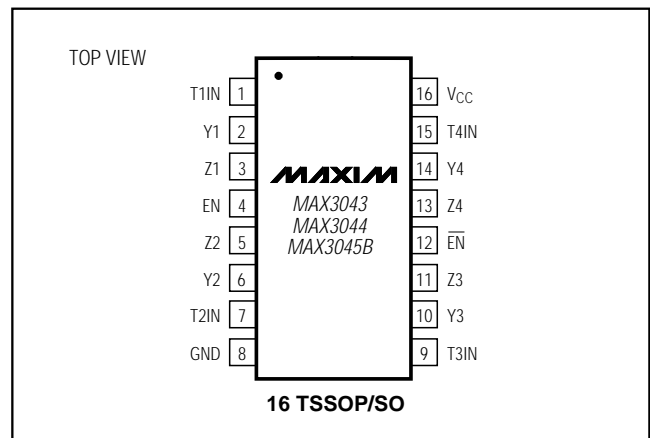 TOP VIEW
T1IN 1 16 VCC
Y1 2 15 T4IN
Z1 3 14 Y4
MAXIM
EN 4 MAX3043 13 Z4
MAX3044
Z2 5 MAX3045B 12 E̅N̅
Y2 6 11 Z3
T2IN 7 10 Y3
GND 8 9 T3IN
16 TSSOP/SO